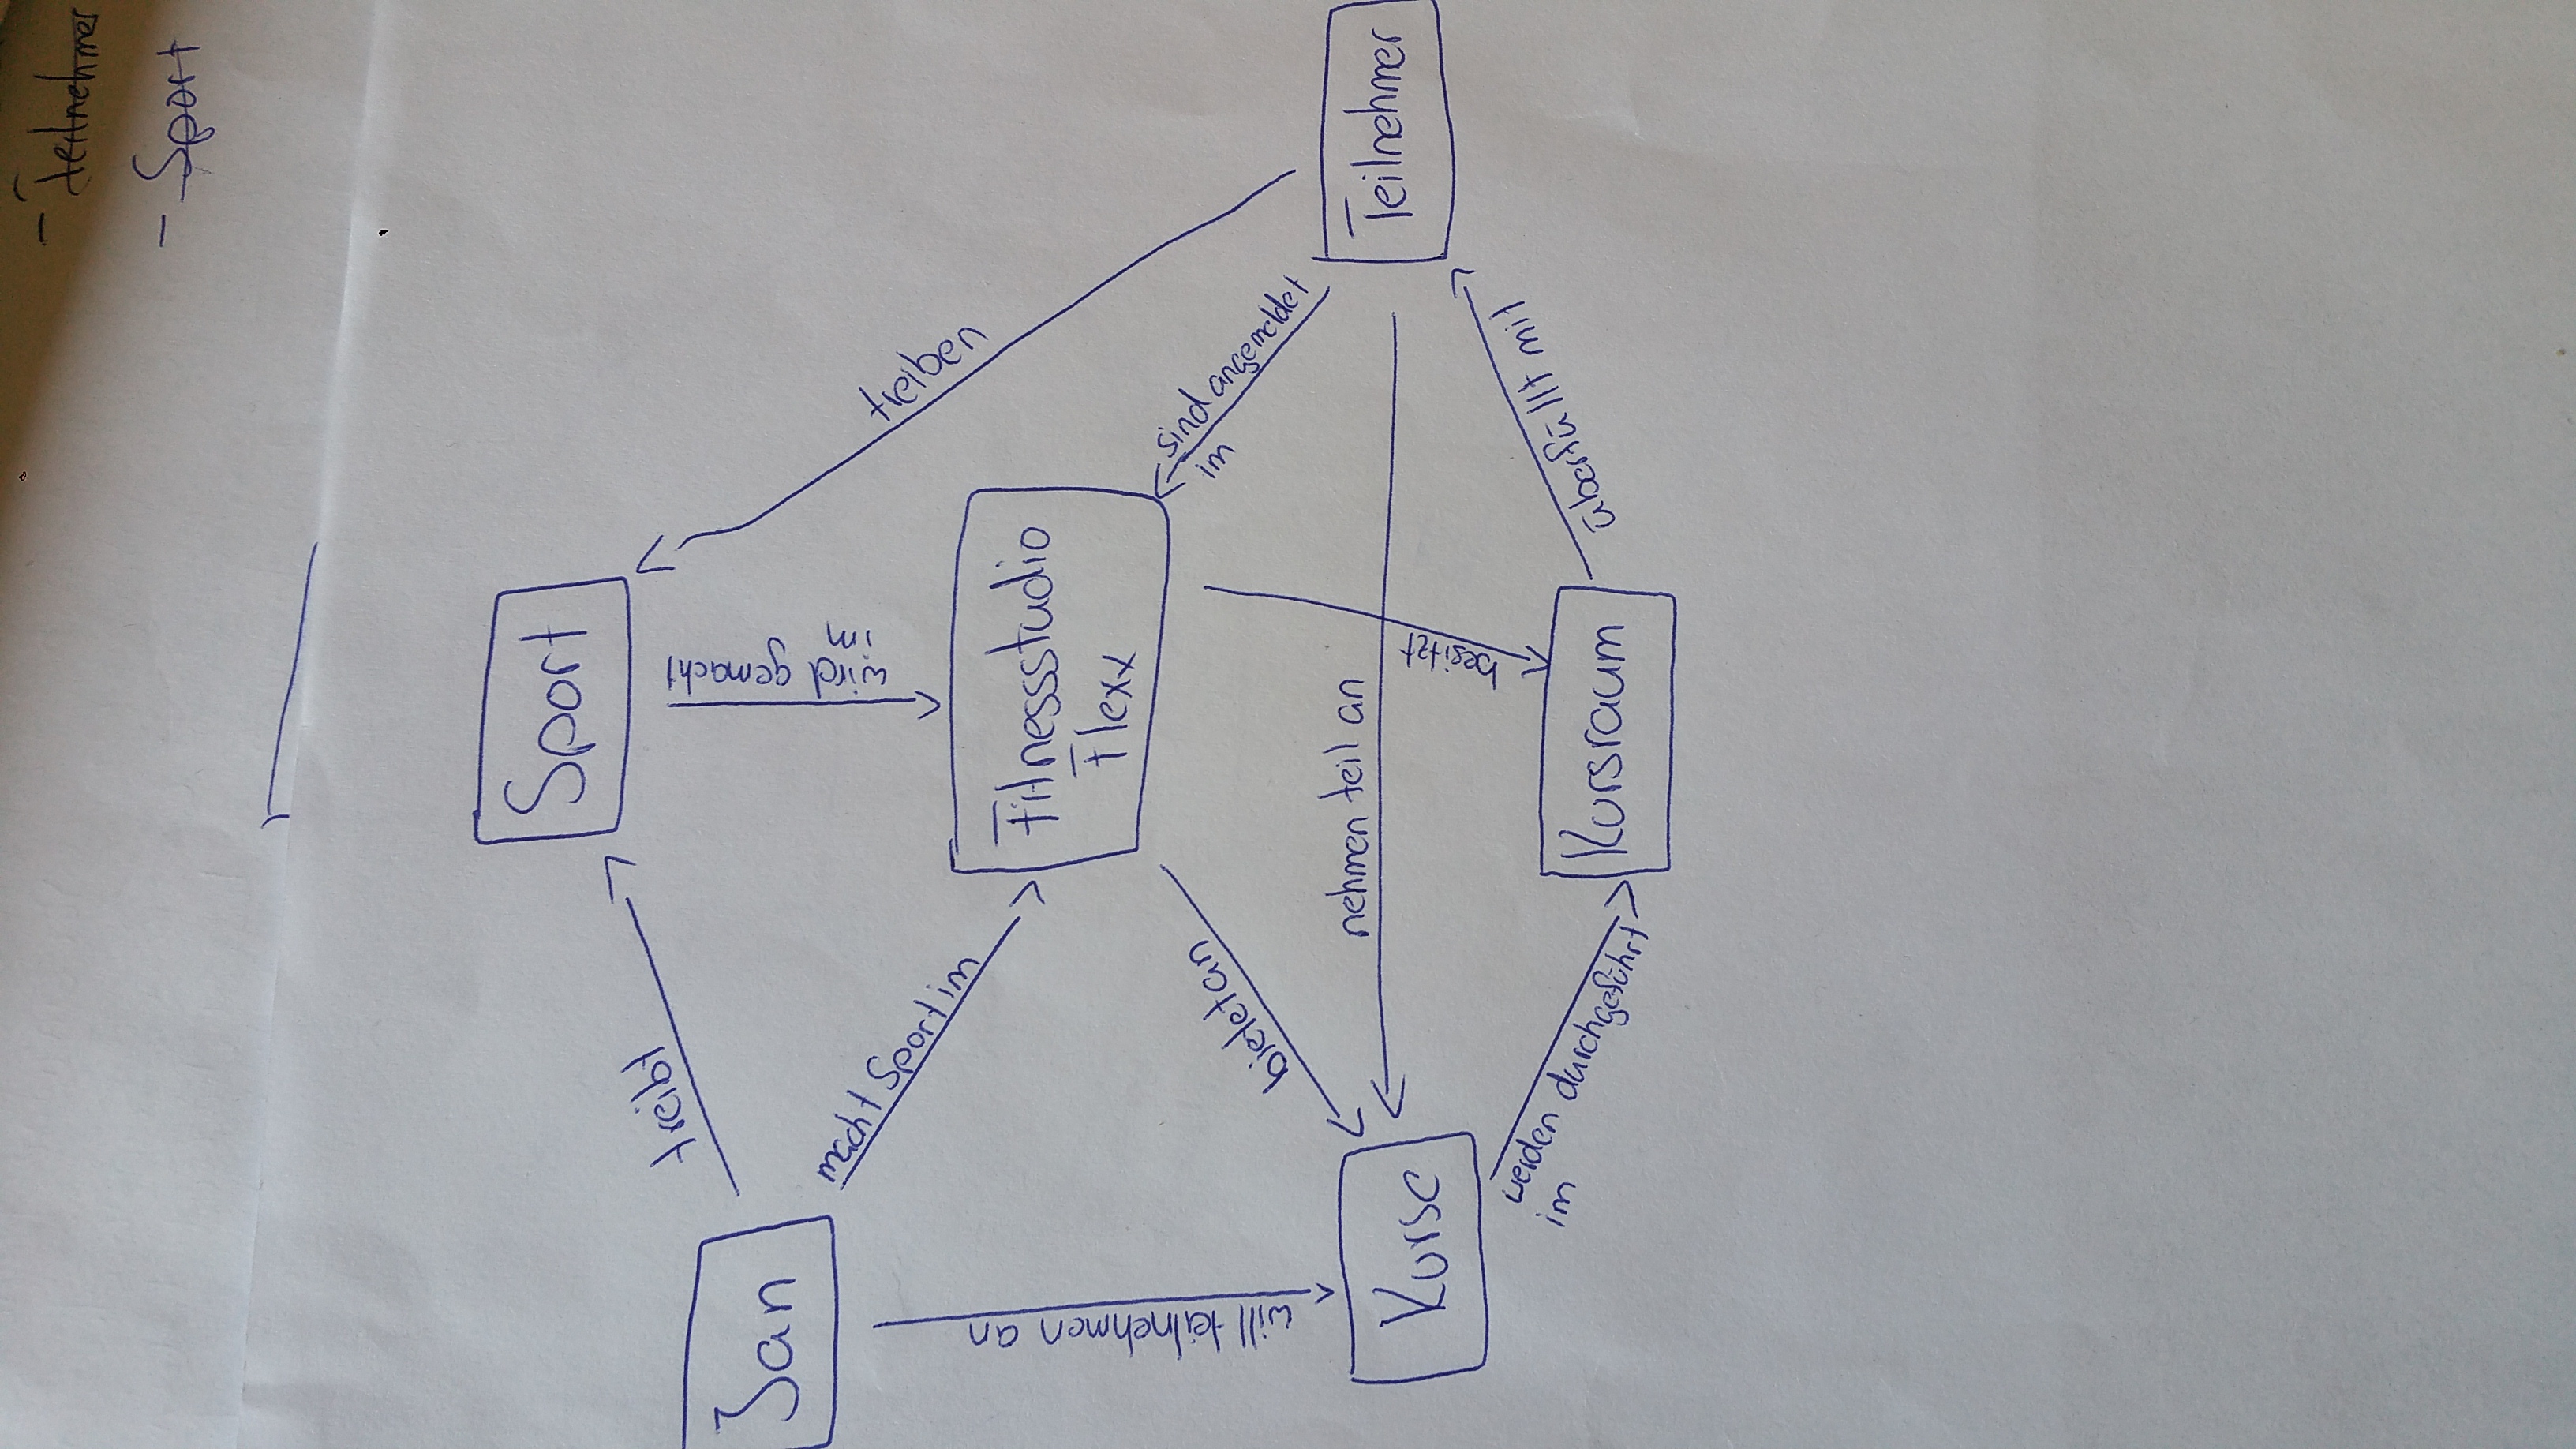 - Teilnehmer
- Sport
Sport
treibt
Jan
wird gemacht
im
macht Sport im
treiben
will teilnehmen an
Fitnessstudio
Flexx
sind angemeldet
im
bietet an
nehmen teil an
Teilnehmer
Kurse
besitzt
werden durchgeführt
im
Kursraum
überfüllt mit